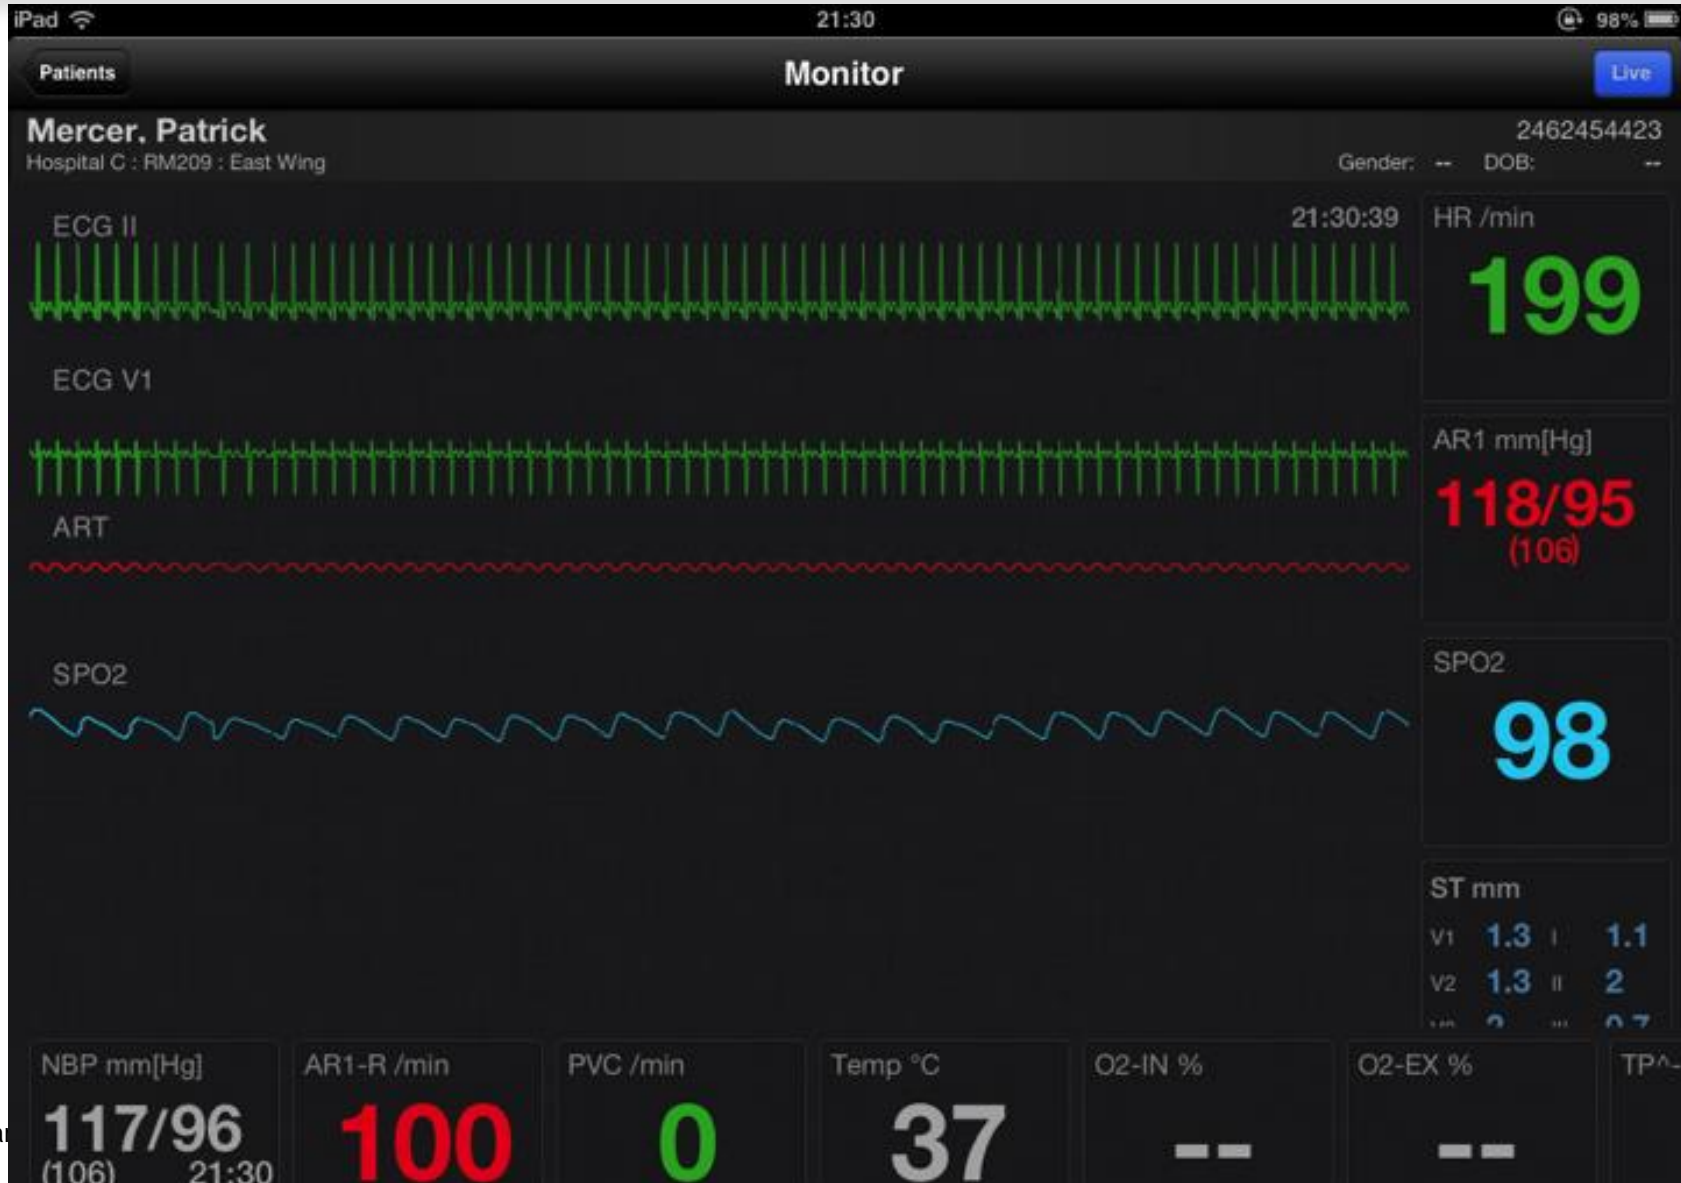 iPad 21:30 98%
Patients Monitor Live
Mercer, Patrick 2462454423
Hospital C : RM209 : East Wing Gender: -- DOB: --
ECG II 21:30:39 HR /min
199
ECG V1
AR1 mm[Hg]
118/95
(106)
ART
SPO2
SPO2
98
ST mm
V1 1.3 I 1.1
V2 1.3 II 2
NBP mm[Hg] AR1-R /min PVC /min Temp °C O2-IN % O2-EX % TP^-
117/96 100 0 37 -- --
(106) 21:30